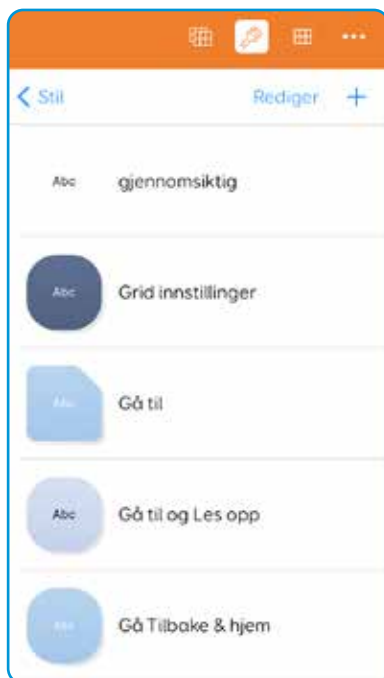 Stil
Rediger +
Abc gjennomsiktig
Abc Grid innstillinger
Abc Gå til
Abc Gå til og Les opp
Abc Gå Tilbake & hjem